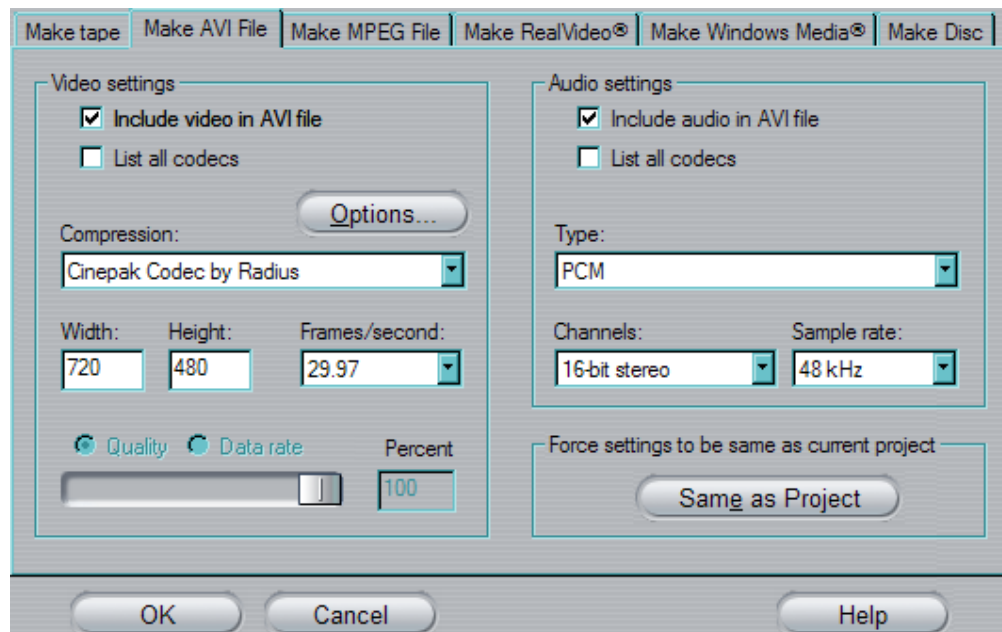 Make tape Make AVI File Make MPEG File Make RealVideo® Make Windows Media® Make Disc
Video settings
Include video in AVI file
List all codecs
Options...
Compression:
Cinepak Codec by Radius
Width: Height: Frames/second:
720 480 29.97
Quality Data rate Percent
100
Audio settings
Include audio in AVI file
List all codecs
Type:
PCM
Channels: Sample rate:
16-bit stereo 48 kHz
Force settings to be same as current project
Same as Project
OK Cancel Help